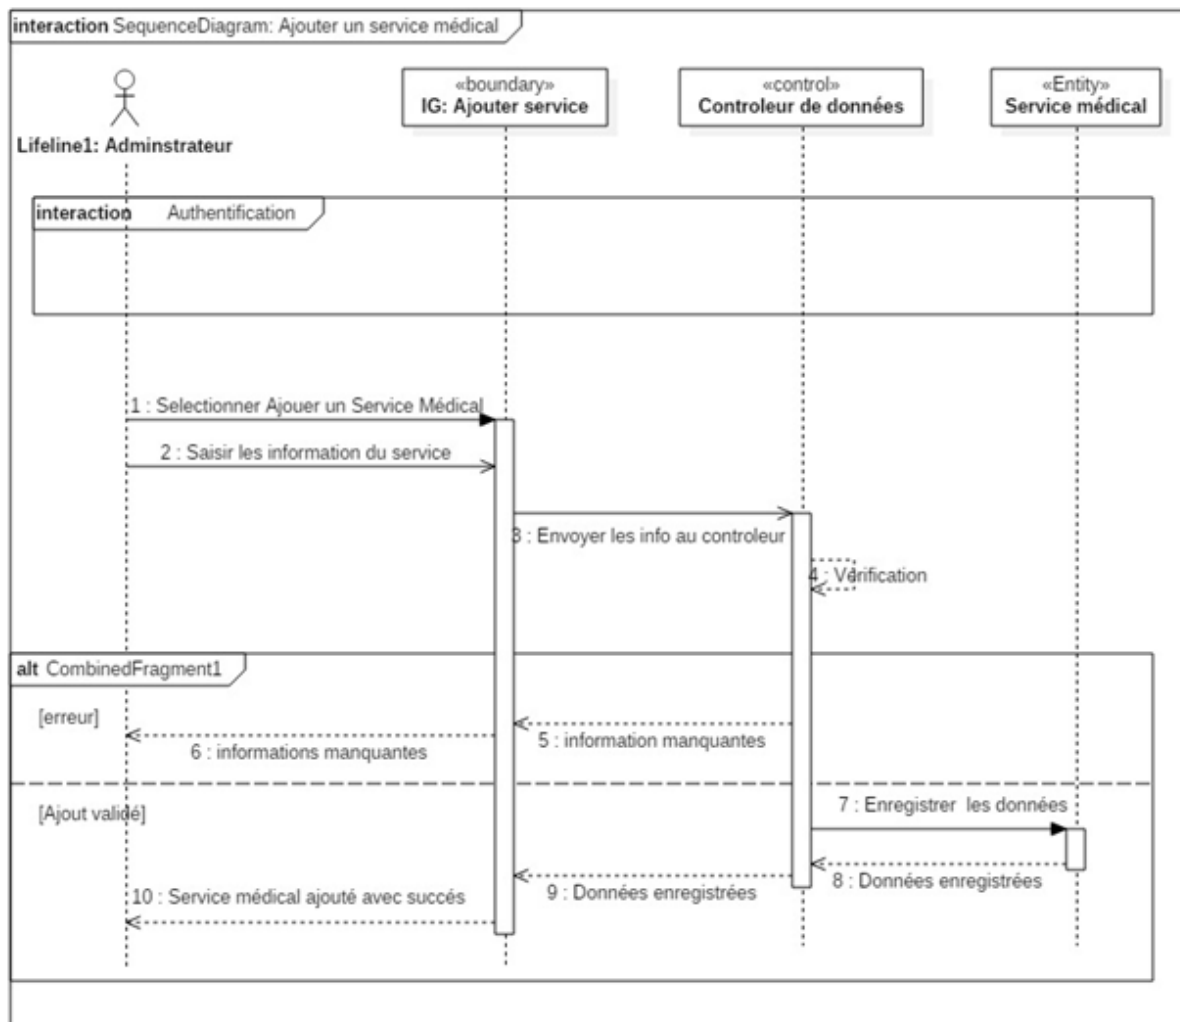 interaction SequenceDiagram: Ajouter un service médical
«boundary»
IG: Ajouter service
«control»
Controleur de données
«Entity»
Service médical
Lifeline1: Adminstrateur
interaction Authentification
1 : Selectionner Ajouer un Service Médical
2 : Saisir les information du service
3 : Envoyer les info au controleur
4 : Vérification
alt CombinedFragment1
[erreur]
5 : information manquantes
6 : informations manquantes
[Ajout validé]
7 : Enregistrer les données
8 : Données enregistrées
9 : Données enregistrées
10 : Service médical ajouté avec succés